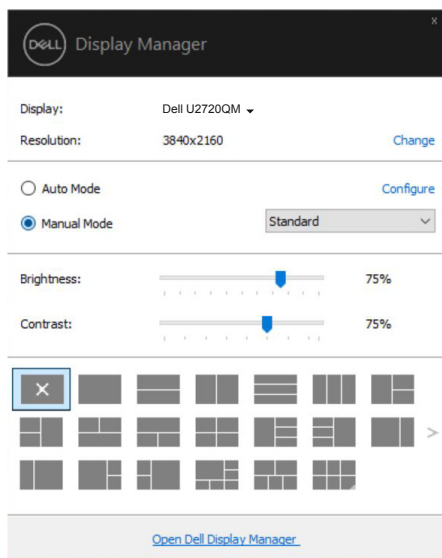 x
DELL Display Manager
Display: Dell U2720QM
Resolution: 3840x2160 Change
Auto Mode Configure
Manual Mode Standard
Brightness: 75%
Contrast: 75%
Open Dell Display Manager